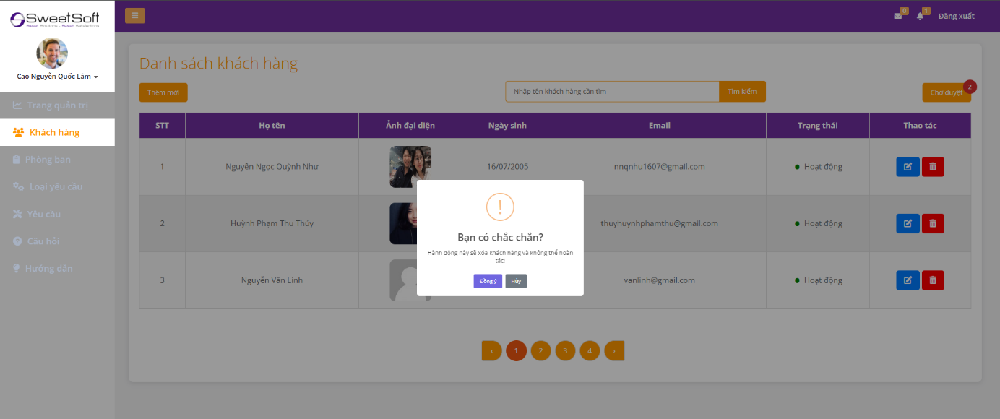 SweetSoft
Sweet Solutions - Sweet Satisfactions
0
1
Đăng xuất
Cao Nguyễn Quốc Lâm
Trang quản trị
Khách hàng
Phòng ban
Loại yêu cầu
Yêu cầu
Câu hỏi
Hướng dẫn
Danh sách khách hàng
Thêm mới
Nhập tên khách hàng cần tìm
Tìm kiếm
Chờ duyệt
2
STT Họ tên Ảnh đại diện Ngày sinh Email Trạng thái Thao tác
1 Nguyễn Ngọc Quỳnh Như 16/07/2005 nnqnhu1607@gmail.com Hoạt động
2 Huỳnh Phạm Thu Thủy thuyhuynhphamthu@gmail.com Hoạt động
3 Nguyễn Văn Linh vanlinh@gmail.com Hoạt động
!
Bạn có chắc chắn?
Hành động này sẽ xóa khách hàng và không thể hoàn
tác!
Đồng ý Hủy
‹ 1 2 3 4 ›